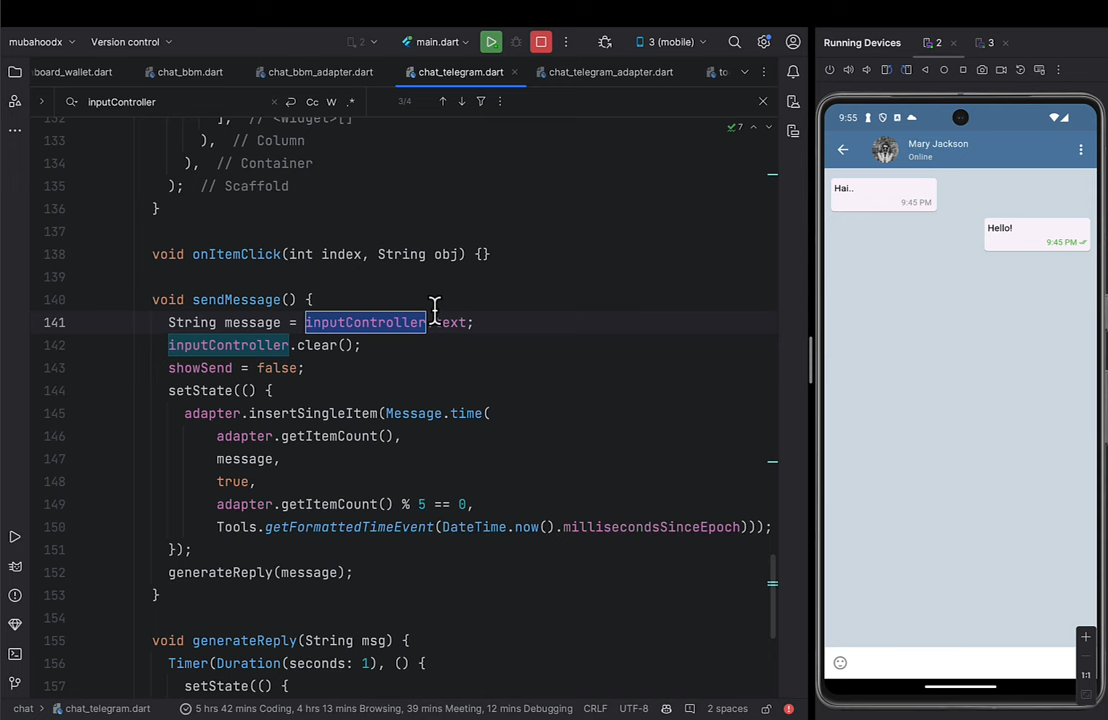 mubahoodx Version control 2 main.dart 3 (mobile) Running Devices 2 3
board_wallet.dart chat_bbm.dart chat_bbm_adapter.dart chat_telegram.dart chat_telegram_adapter.dart to
inputController Cc W .* 3/4
132 ], // <Widget>[]
7
133 ), // Column
134 ), // Container
135 ); // Scaffold
136 }
137
138 void onItemClick(int index, String obj) {}
139
140 void sendMessage() {
141 String message = inputController.text;
142 inputController.clear();
143 showSend = false;
144 setState(() {
145 adapter.insertSingleItem(Message.time(
146 adapter.getItemCount(),
147 message,
148 true,
149 adapter.getItemCount() % 5 == 0,
150 Tools.getFormattedTimeEvent(DateTime.now().millisecondsSinceEpoch)));
151 });
152 generateReply(message);
153 }
154
155 void generateReply(String msg) {
156 Timer(Duration(seconds: 1), () {
157 setState(() {
chat chat_telegram.dart 5 hrs 42 mins Coding, 4 hrs 13 mins Browsing, 39 mins Meeting, 12 mins Debugging CRLF UTF-8 2 spaces
9:55
Mary Jackson
Online
Hai..
9:45 PM
Hello!
9:45 PM
1:1